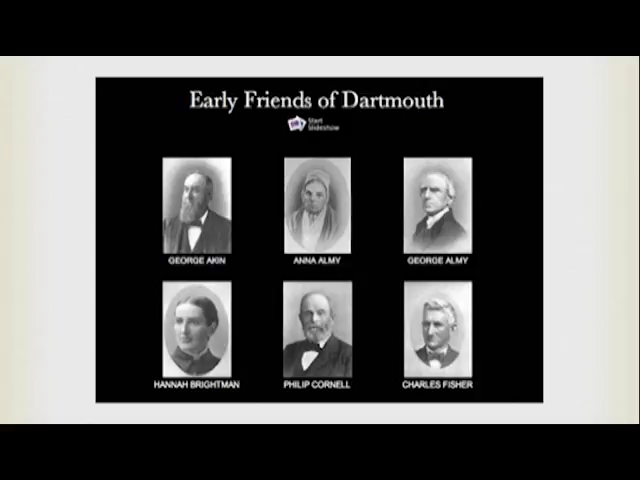 Early Friends of Dartmouth
Start
Slideshow
GEORGE AKIN
ANNA ALMY
GEORGE ALMY
HANNAH BRIGHTMAN
PHILIP CORNELL
CHARLES FISHER